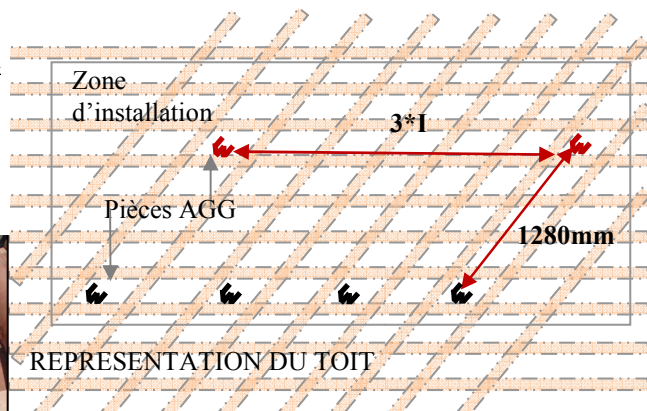 Zone
d'installation
3*I
Pièces AGG
1280mm
REPRESENTATION DU TOIT